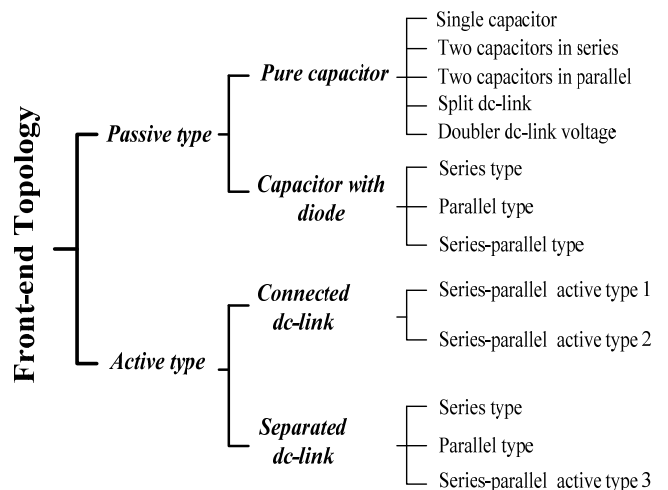 Front-end Topology
Passive type
Pure capacitor
Single capacitor
Two capacitors in series
Two capacitors in parallel
Split dc-link
Doubler dc-link voltage
Capacitor with
diode
Series type
Parallel type
Series-parallel type
Active type
Connected
dc-link
Series-parallel active type 1
Series-parallel active type 2
Separated
dc-link
Series type
Parallel type
Series-parallel active type 3